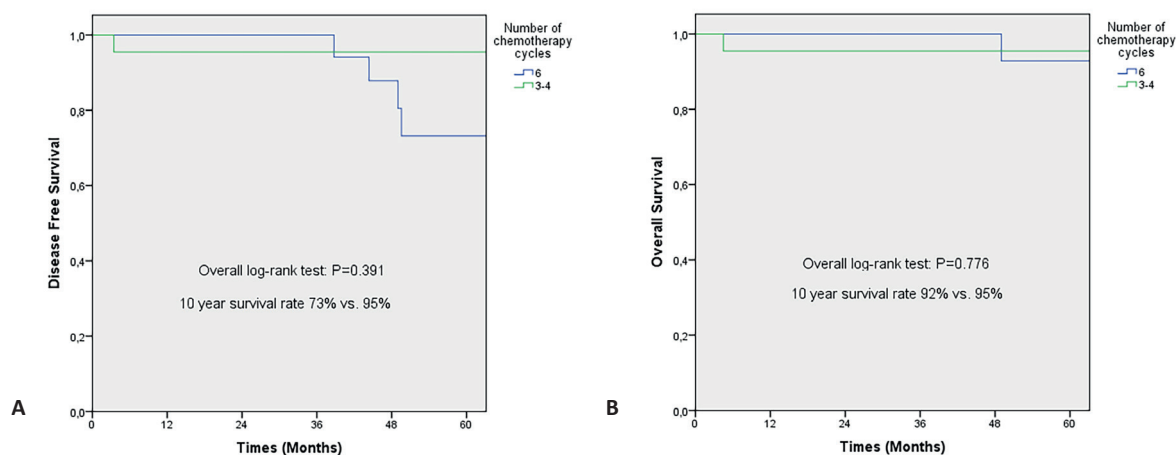 Number of
chemotherapy
cycles
6
3-4
1,0
0,8
0,6
0,4
0,2
0,0
Disease Free Survival
Overall log-rank test: P=0.391
10 year survival rate 73% vs. 95%
0 12 24 36 48 60
Times (Months)
A
Number of
chemotherapy
cycles
6
3-4
1,0
0,8
0,6
0,4
0,2
0,0
Overall Survival
Overall log-rank test: P=0.776
10 year survival rate 92% vs. 95%
0 12 24 36 48 60
Times (Months)
B